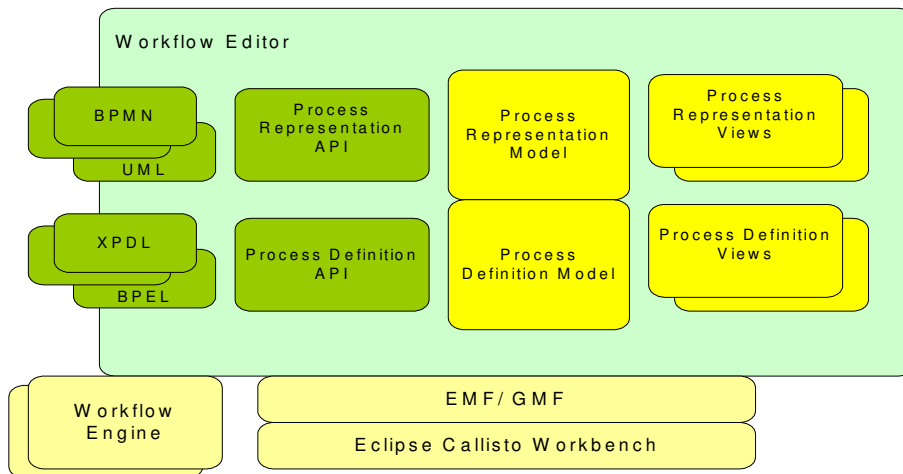 Workflow Editor
BPMN
UML
Process
Representation
API
Process
Representation
Model
Process
Representation
Views
XPDL
BPEL
Process Definition
API
Process
Definition Model
Process Definition
Views
Workflow
Engine
EMF/ GMF
Eclipse Callisto Workbench